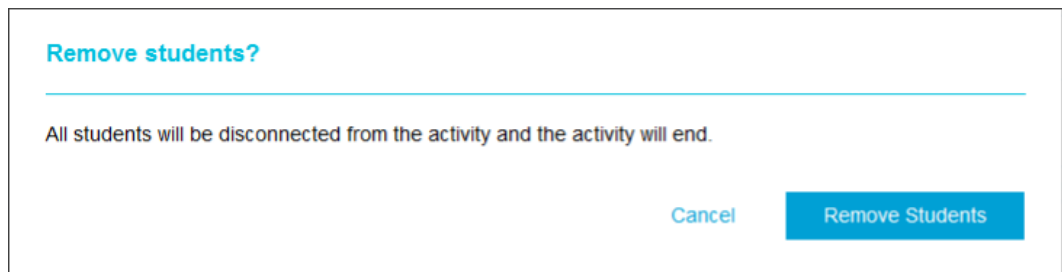 Remove students?
All students will be disconnected from the activity and the activity will end.
Cancel
Remove Students